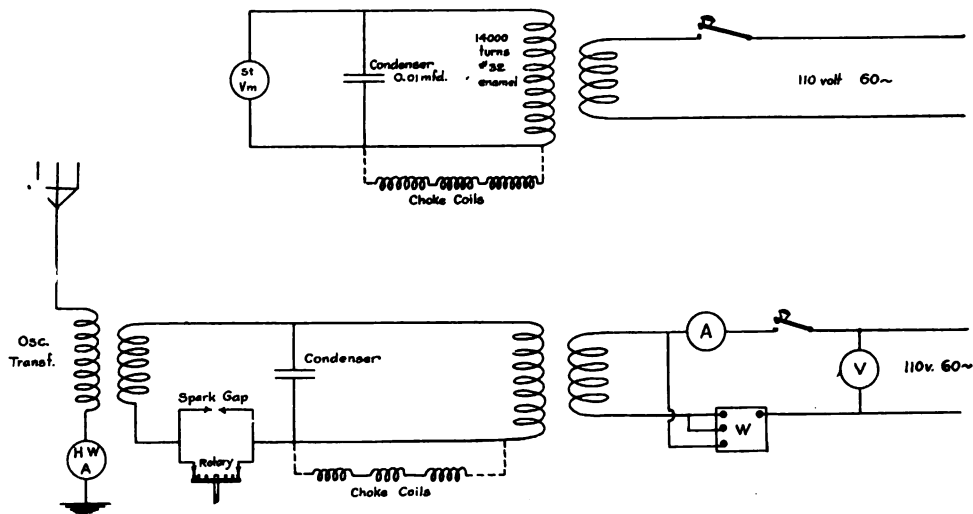 St
Vm
Condenser
0.01 mfd.
14000
turns
#32
enamel
110 volt 60~
Choke Coils
Osc.
Transf.
H W
A
Spark Gap
Rotary
Condenser
Choke Coils
A
V
W
110v. 60~